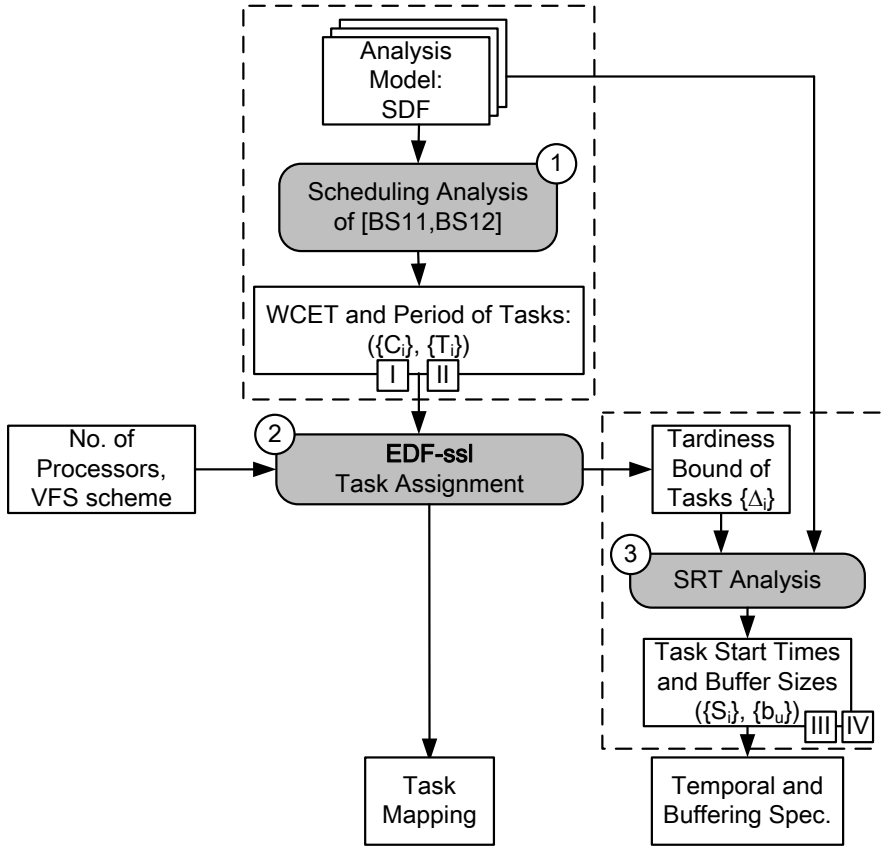 Analysis
Model:
SDF
1
Scheduling Analysis
of [BS11,BS12]
WCET and Period of Tasks:
({Cᵢ}, {Tᵢ})
I
II
No. of
Processors,
VFS scheme
2
EDF-ssl
Task Assignment
Tardiness
Bound of
Tasks {Δᵢ}
3
SRT Analysis
Task Start Times
and Buffer Sizes
({Sᵢ}, {bᵤ})
III
IV
Task
Mapping
Temporal and
Buffering Spec.